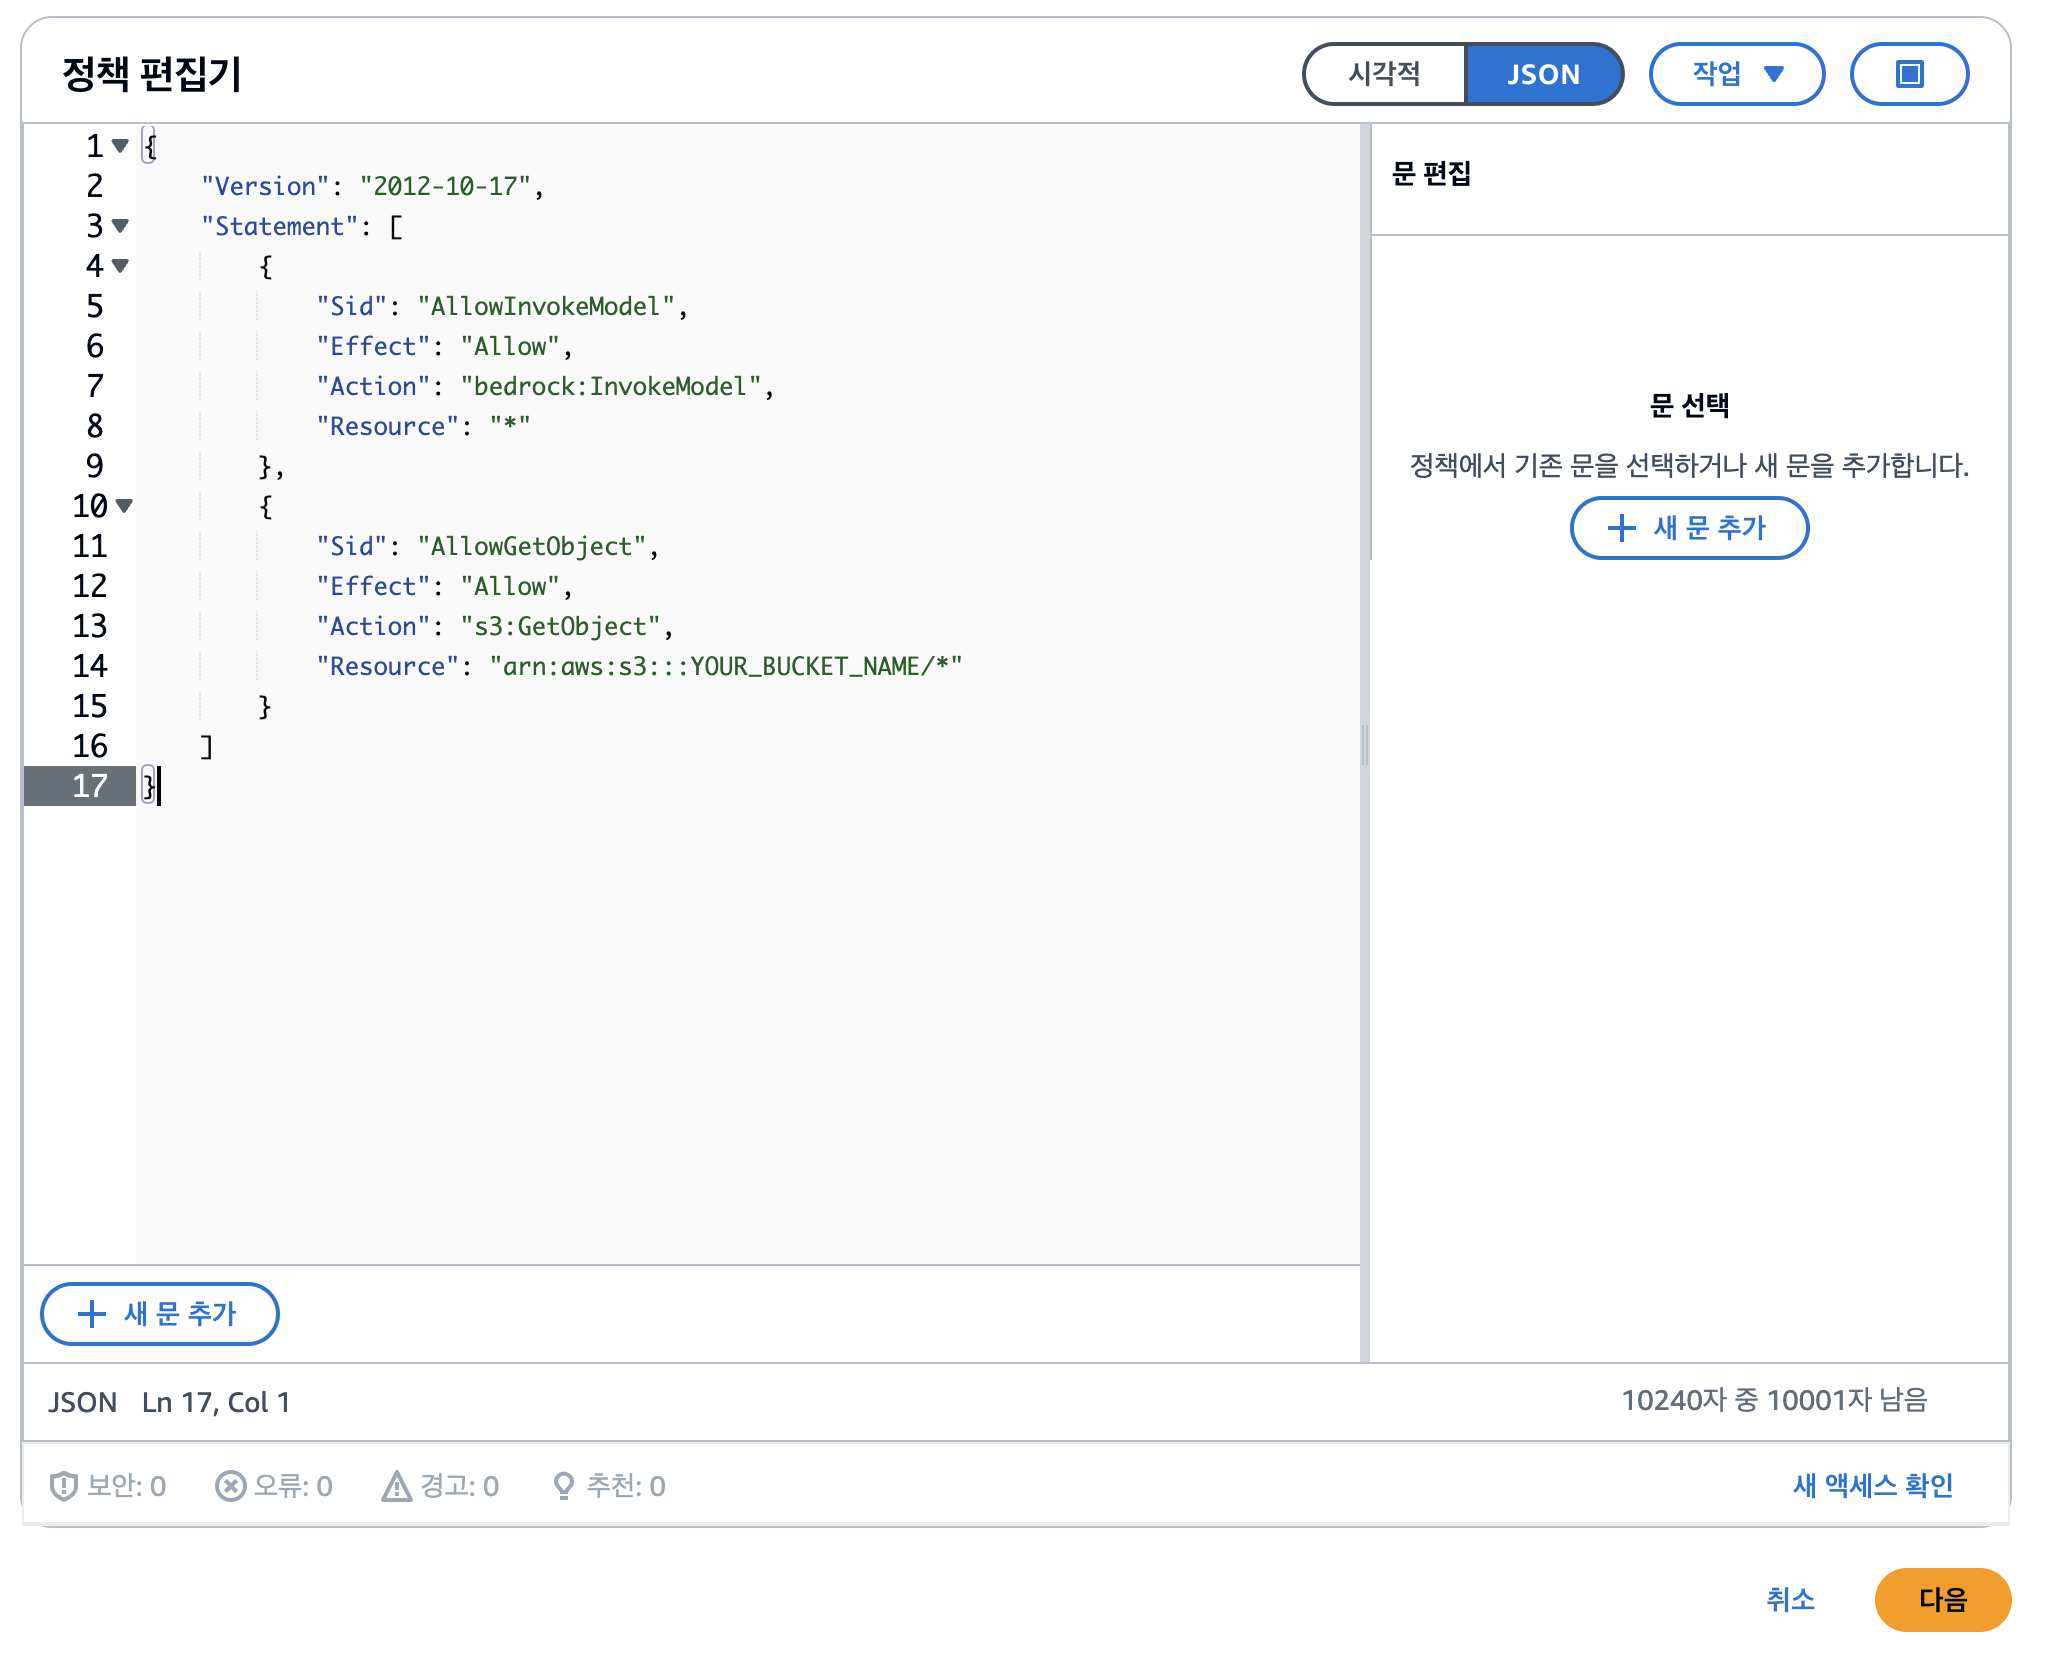 정책 편집기
시각적 JSON 작업
1 {
2 "Version": "2012-10-17",
3 "Statement": [
4 {
5 "Sid": "AllowInvokeModel",
6 "Effect": "Allow",
7 "Action": "bedrock:InvokeModel",
8 "Resource": "*"
9 },
10 {
11 "Sid": "AllowGetObject",
12 "Effect": "Allow",
13 "Action": "s3:GetObject",
14 "Resource": "arn:aws:s3:::YOUR_BUCKET_NAME/*"
15 }
16 ]
17 }
문 편집
문 선택
정책에서 기존 문을 선택하거나 새 문을 추가합니다.
+ 새 문 추가
+ 새 문 추가
JSON Ln 17, Col 1
10240자 중 10001자 남음
보안: 0 오류: 0 경고: 0 추천: 0
새 액세스 확인
취소 다음